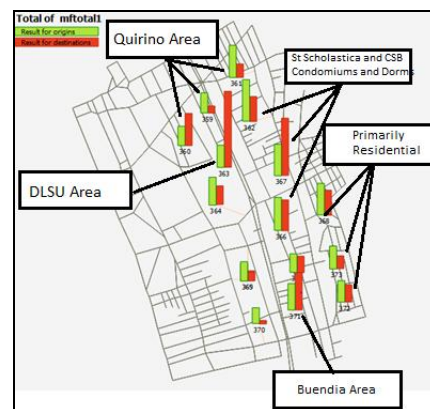 Total of mftotal1
Result for origins
Result for destinations
Quirino Area
St Scholastica and CSB
Condomiums and Dorms
Primarily
Residential
DLSU Area
Buendia Area
361
359
362
360
363
367
364
368
366
373
369
372
371
370